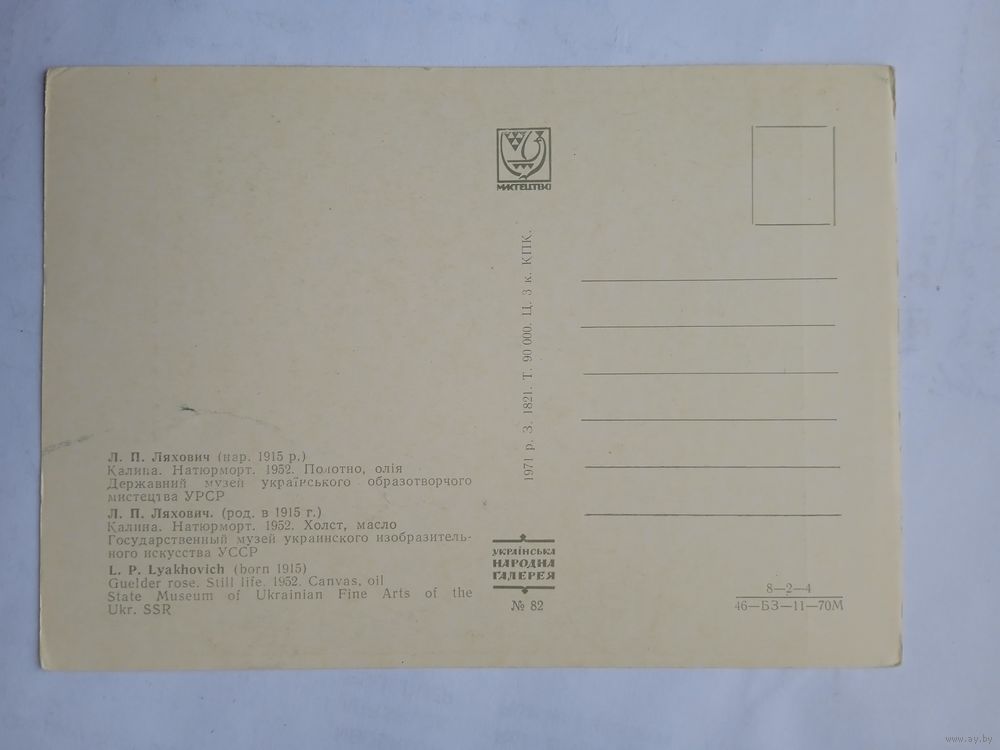 МИСТЕЦТВО
1971 р. З. 1821. Т. 90 000. Ц. 3 к. КПК.
Л. П. Ляхович (нар. 1915 р.)
Калина. Натюрморт. 1952. Полотно, олія
Державний музей українського образотворчого
мистецтва УРСР
Л. П. Ляхович. (род. в 1915 г.)
Калина. Натюрморт. 1952. Холст, масло
Государственный музей украинского изобразитель-
ного искусства УССР
L. P. Lyakhovich (born 1915)
Guelder rose. Still life. 1952. Canvas, oil
State Museum of Ukrainian Fine Arts of the
Ukr. SSR
УКРАЇНСЬКА
НАРОДНА
ГАЛЕРЕЯ
№ 82
8—2—4
46—БЗ—11—70М
www.ay.by